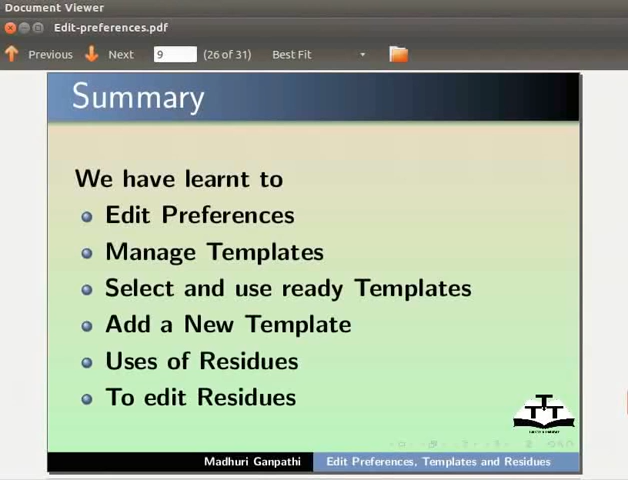 Document Viewer
Edit-preferences.pdf
Previous Next 9 (26 of 31) Best Fit
Summary
We have learnt to
Edit Preferences
Manage Templates
Select and use ready Templates
Add a New Template
Uses of Residues
To edit Residues
TTT
Madhuri Ganpathi Edit Preferences, Templates and Residues